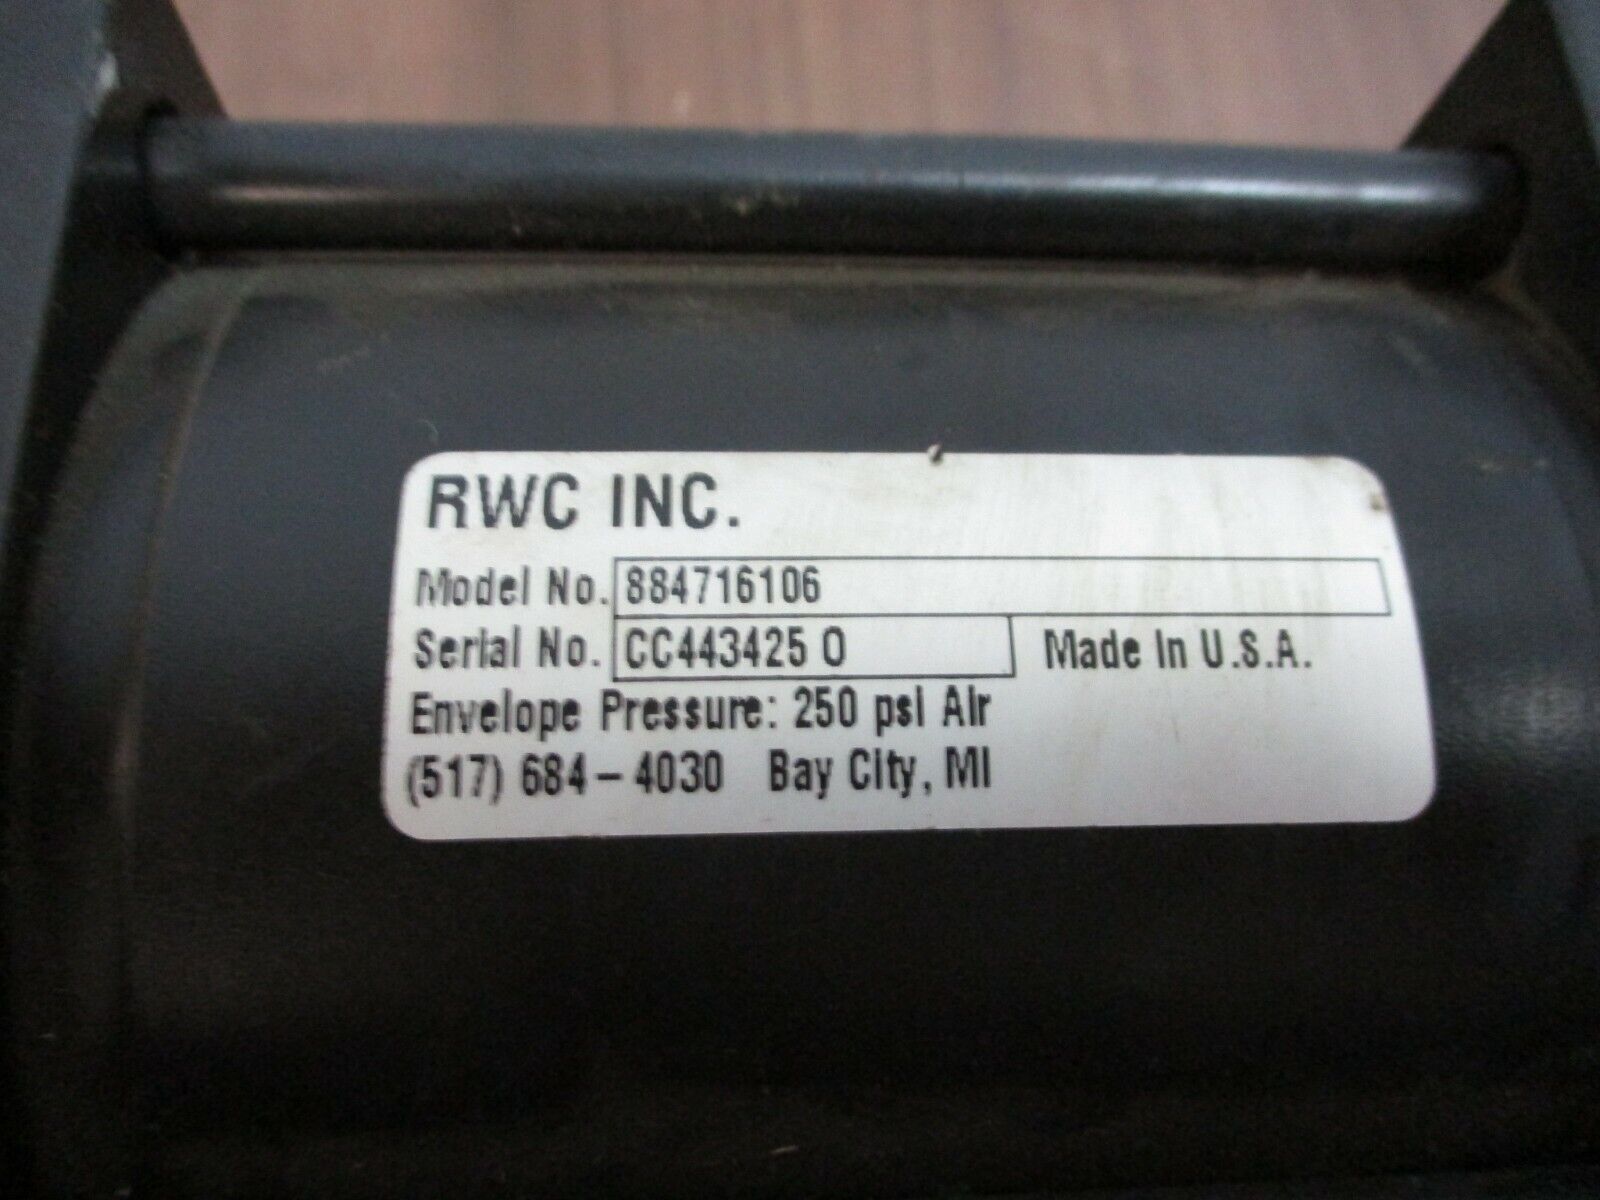 RWC INC.
Model No. 884716106
Serial No. CC443425 0 Made In U.S.A.
Envelope Pressure: 250 psi Air
(517) 684-4030 Bay City, MI